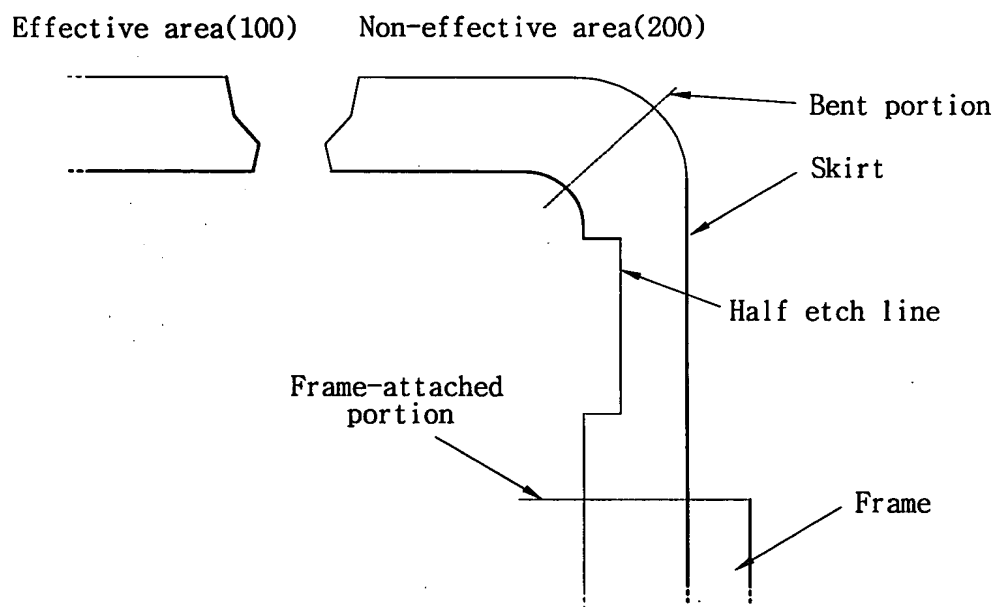 Effective area(100)
Non-effective area(200)
Bent portion
Skirt
Half etch line
Frame-attached
portion
Frame